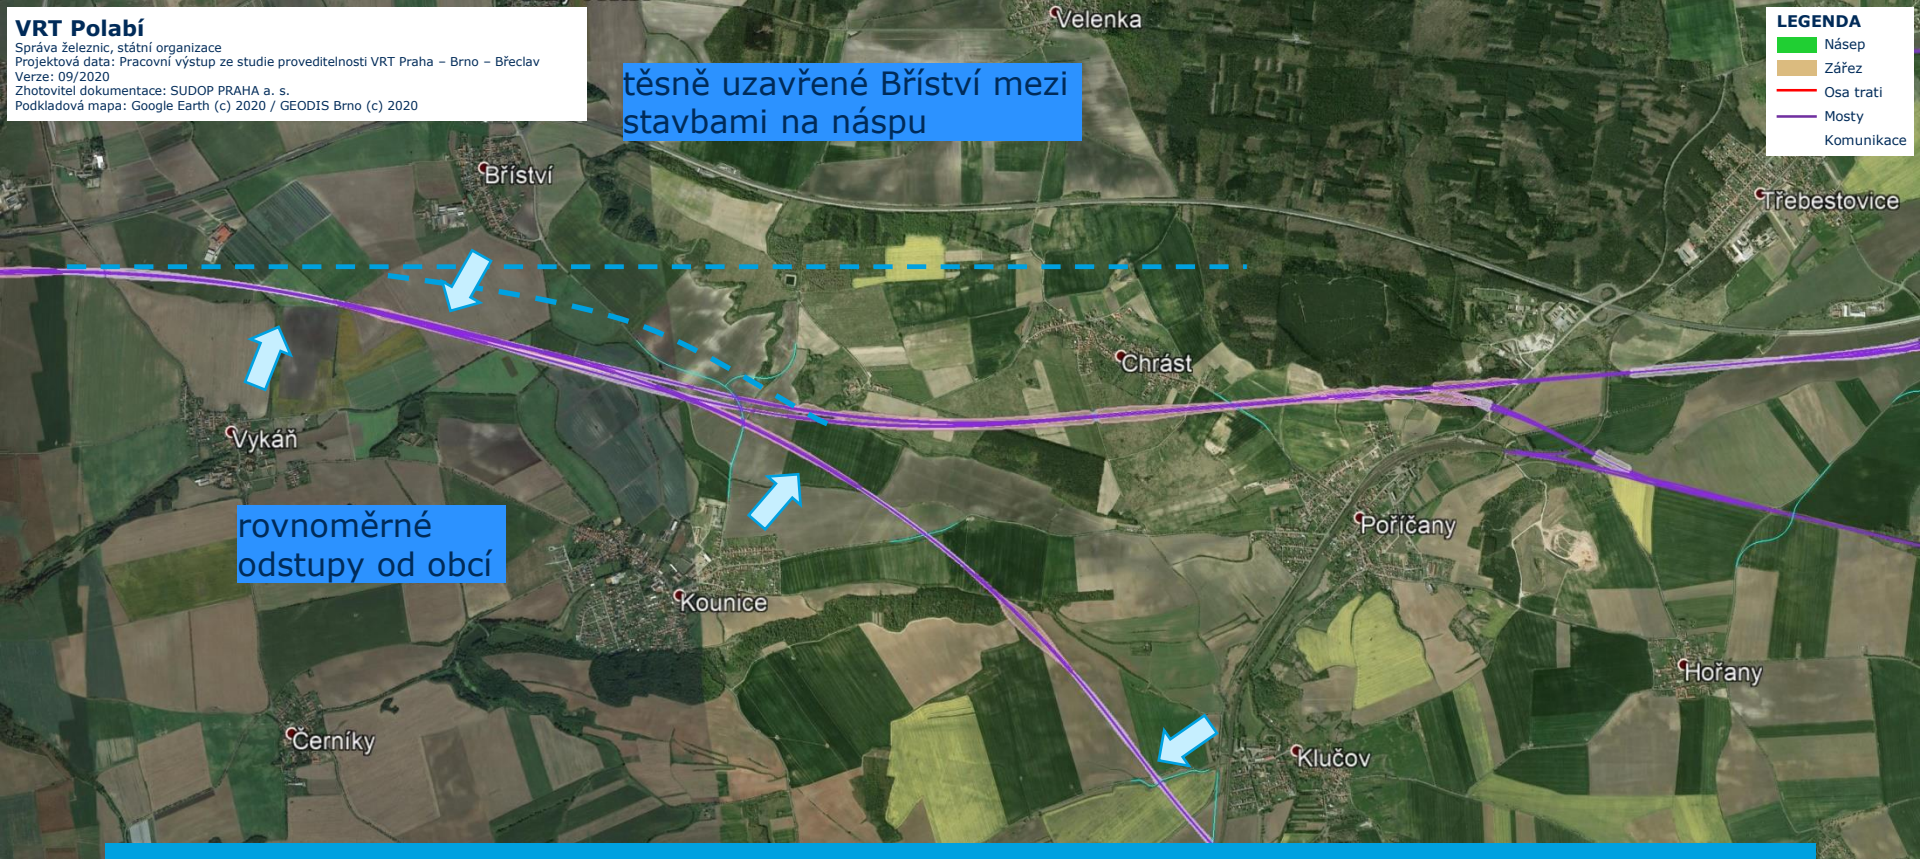 VRT Polabí
Správa železnic, státní organizace
Projektová data: Pracovní výstup ze studie proveditelnosti VRT Praha – Brno – Břeclav
Verze: 09/2020
Zhotovitel dokumentace: SUDOP PRAHA a. s.
Podkladová mapa: Google Earth (c) 2020 / GEODIS Brno (c) 2020
Velenka
LEGENDA
Násep
Zářez
Osa trati
Mosty
Komunikace
těsně uzavřené Bříství mezi
stavbami na náspu
Bříství
Třebestovice
Chrást
Vykáň
rovnoměrné
odstupy od obcí
Poříčany
Kounice
Hořany
Černíky
Klučov